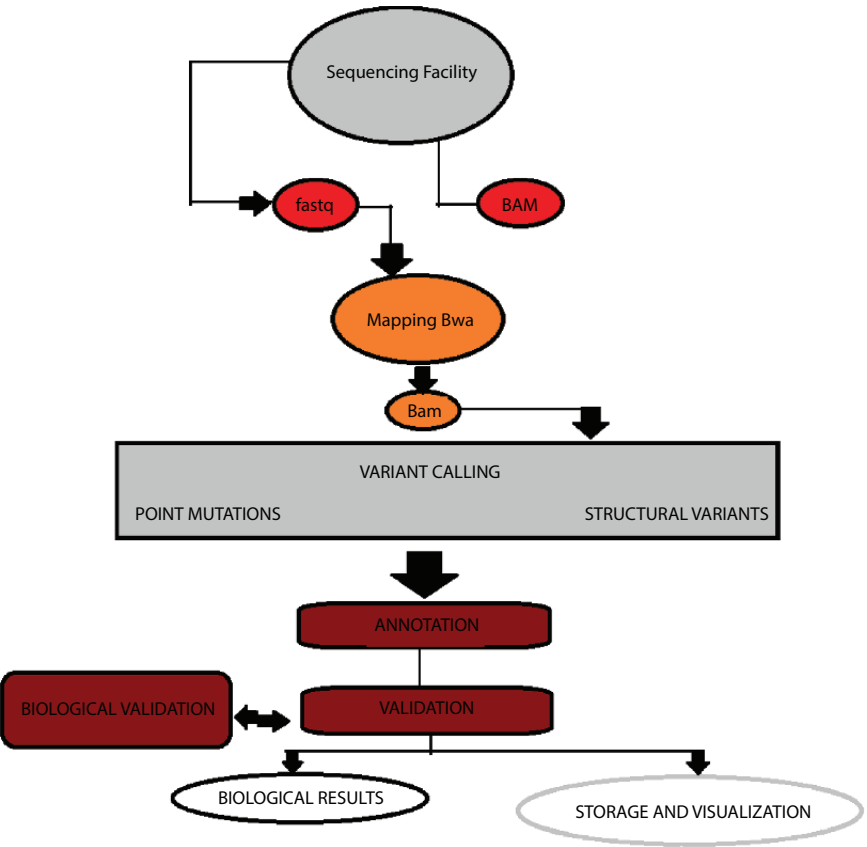 Sequencing Facility
fastq
BAM
Mapping Bwa
Bam
VARIANT CALLING
POINT MUTATIONS
STRUCTURAL VARIANTS
ANNOTATION
BIOLOGICAL VALIDATION
VALIDATION
BIOLOGICAL RESULTS
STORAGE AND VISUALIZATION